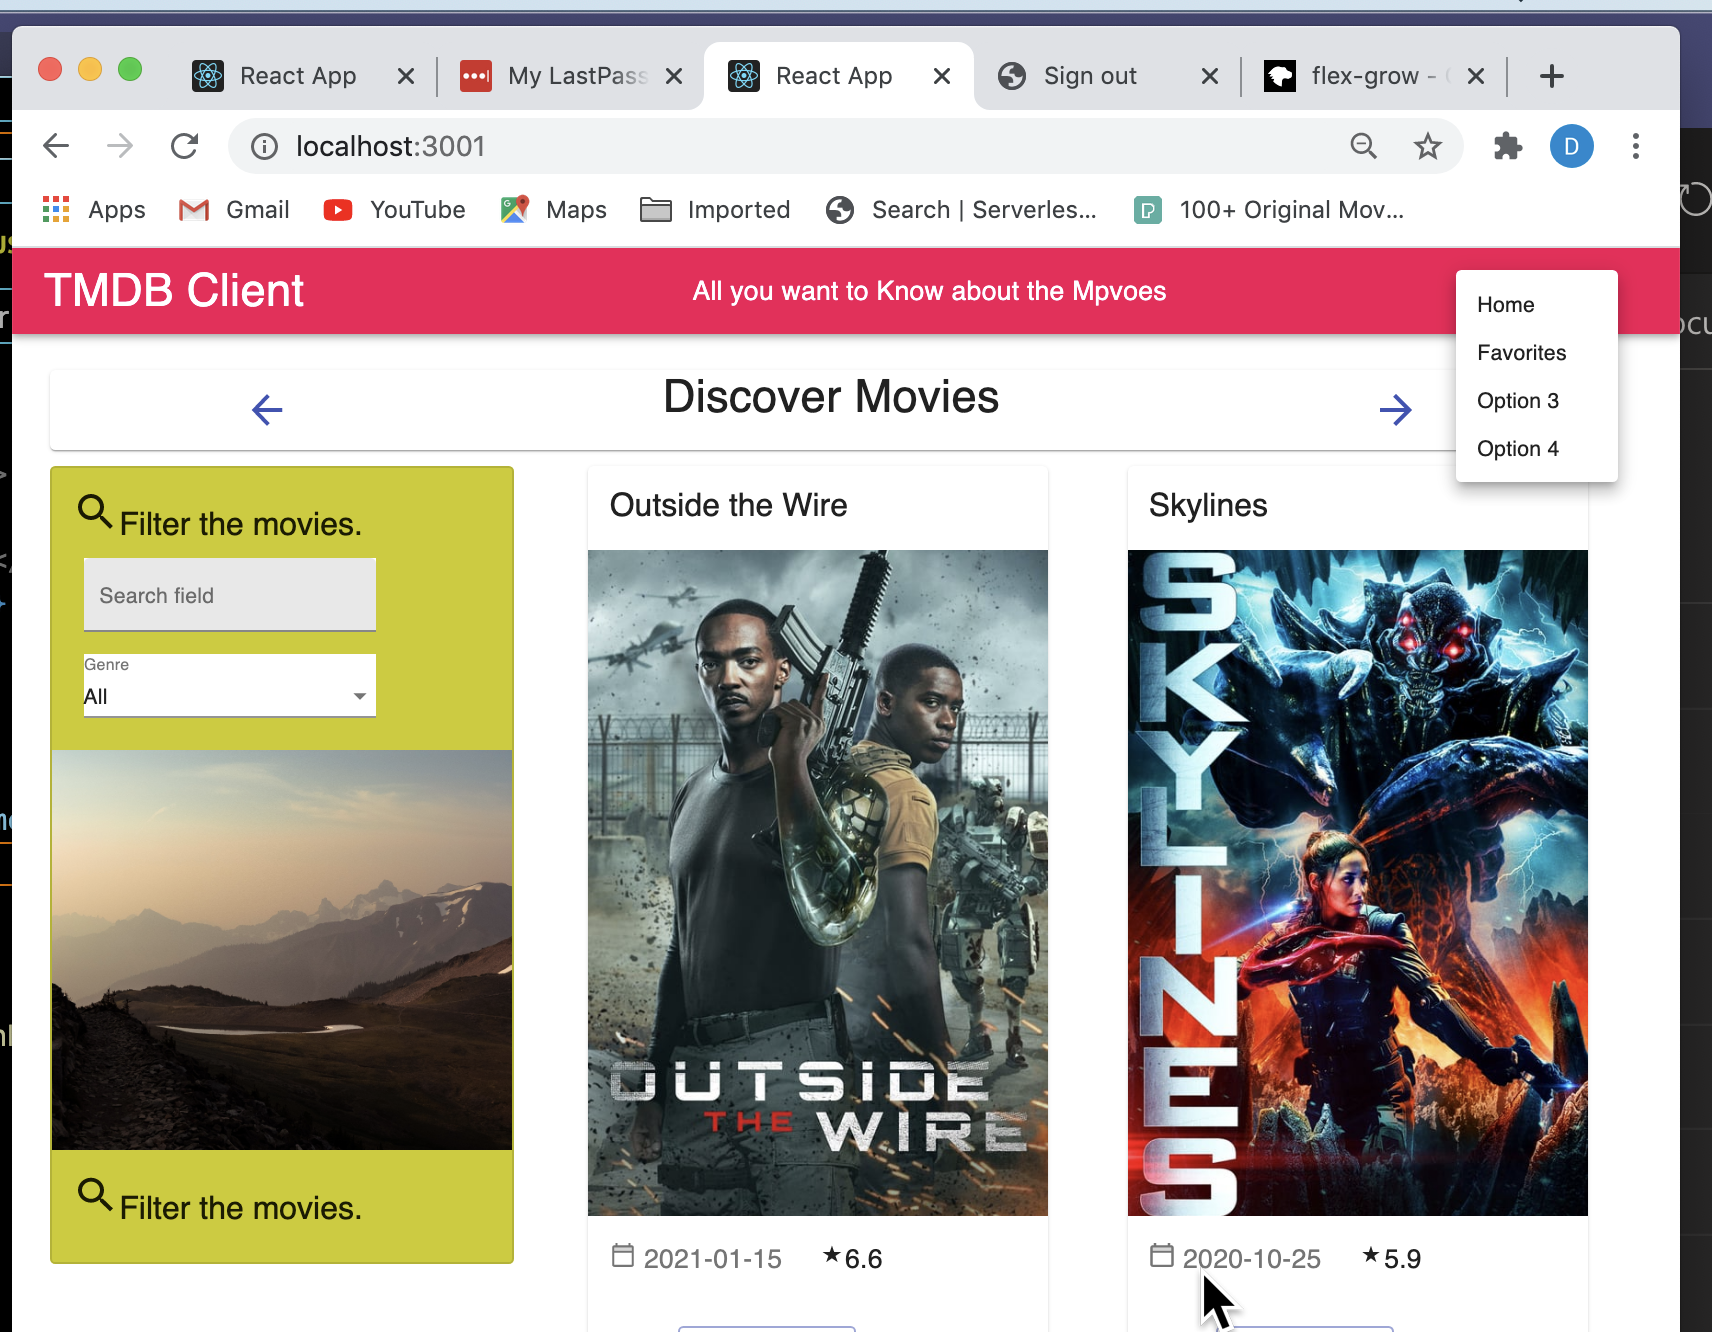 React App
My LastPass
React App
Sign out
flex-grow -
localhost:3001
D
Apps
Gmail
YouTube
Maps
Imported
Search | Serverles...
100+ Original Mov...
TMDB Client
All you want to Know about the Mpvoes
Home
Favorites
Option 3
Option 4
Discover Movies
Filter the movies.
Search field
Genre
All
Filter the movies.
Outside the Wire
OUTSIDE
THE WIRE
2021-01-15 ★6.6
Skylines
SKYLINES
2020-10-25 ★5.9